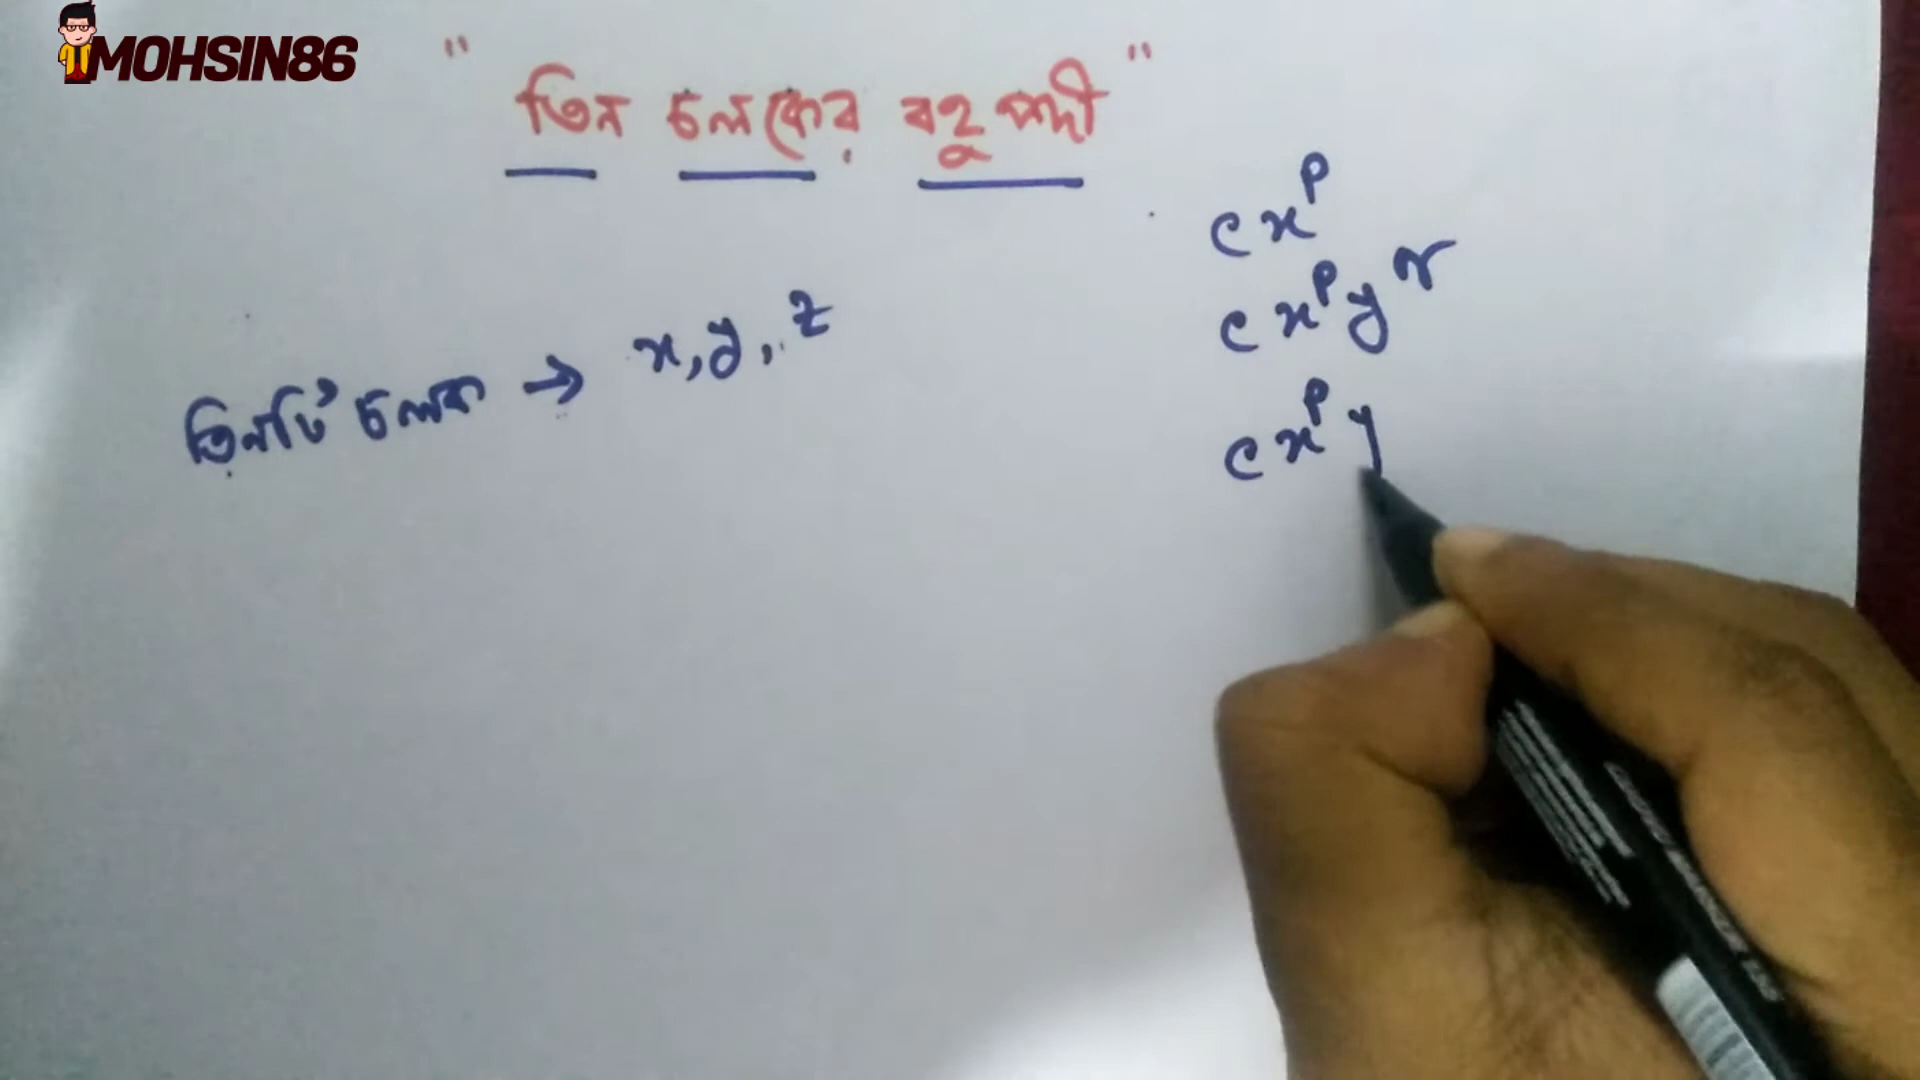 MOHSIN86
" তিন চলকের বহুপদী "
তিনটি চলক → x, y, z
cx^p
cx^p y^r
cx^p y